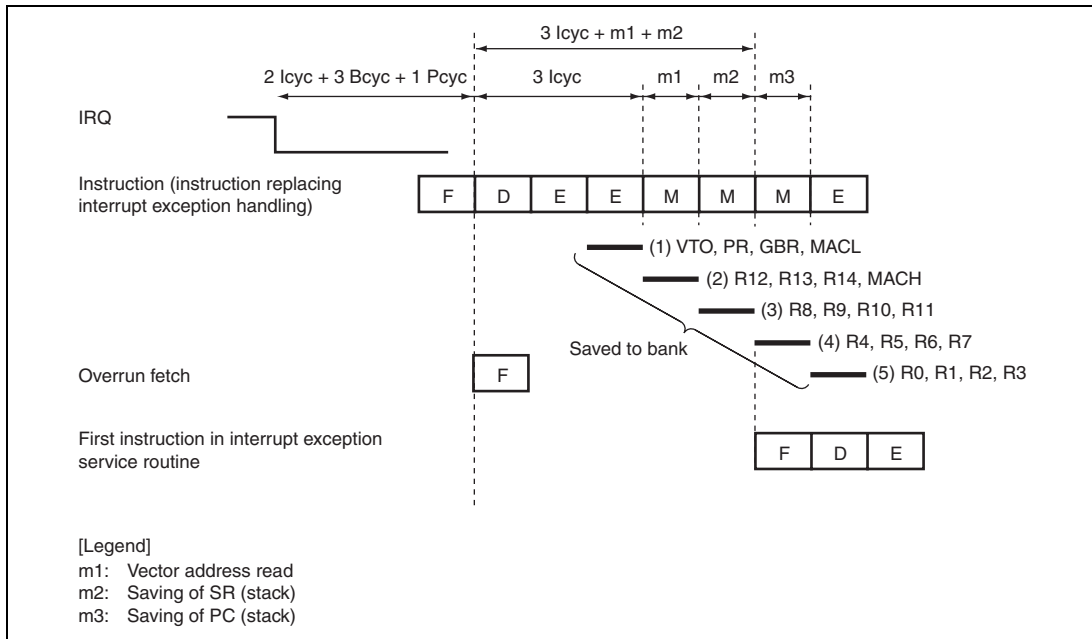 3 Icyc + m1 + m2
2 Icyc + 3 Bcyc + 1 Pcyc 3 Icyc m1 m2 m3
IRQ
Instruction (instruction replacing
interrupt exception handling)
F D E E M M M E
(1) VTO, PR, GBR, MACL
(2) R12, R13, R14, MACH
(3) R8, R9, R10, R11
(4) R4, R5, R6, R7
Saved to bank
(5) R0, R1, R2, R3
Overrun fetch
F
First instruction in interrupt exception
service routine
F D E
[Legend]
m1: Vector address read
m2: Saving of SR (stack)
m3: Saving of PC (stack)